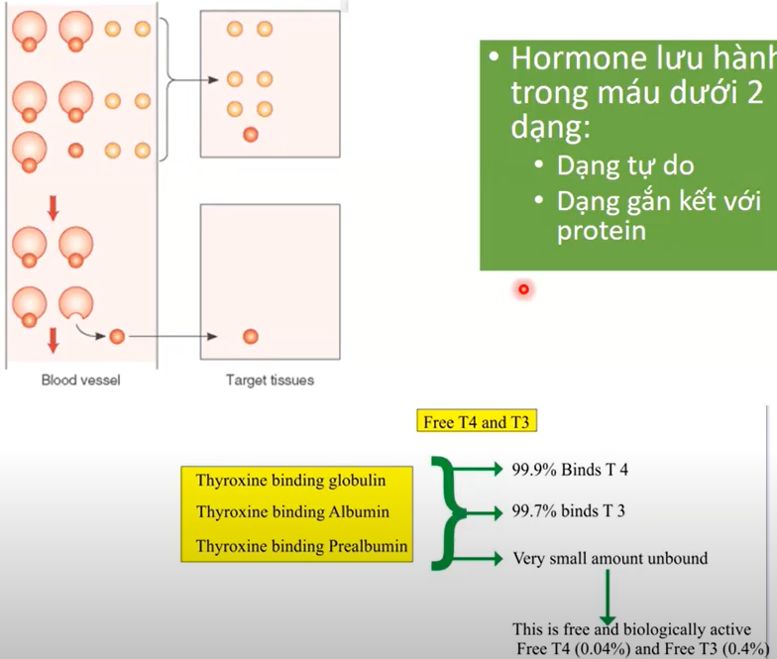 • Hormone lưu hành
trong máu dưới 2
dạng:
• Dạng tự do
• Dạng gắn kết với
protein
Blood vessel
Target tissues
Free T4 and T3
Thyroxine binding globulin
Thyroxine binding Albumin
Thyroxine binding Prealbumin
99.9% Binds T 4
99.7% binds T 3
Very small amount unbound
This is free and biologically active
Free T4 (0.04%) and Free T3 (0.4%)